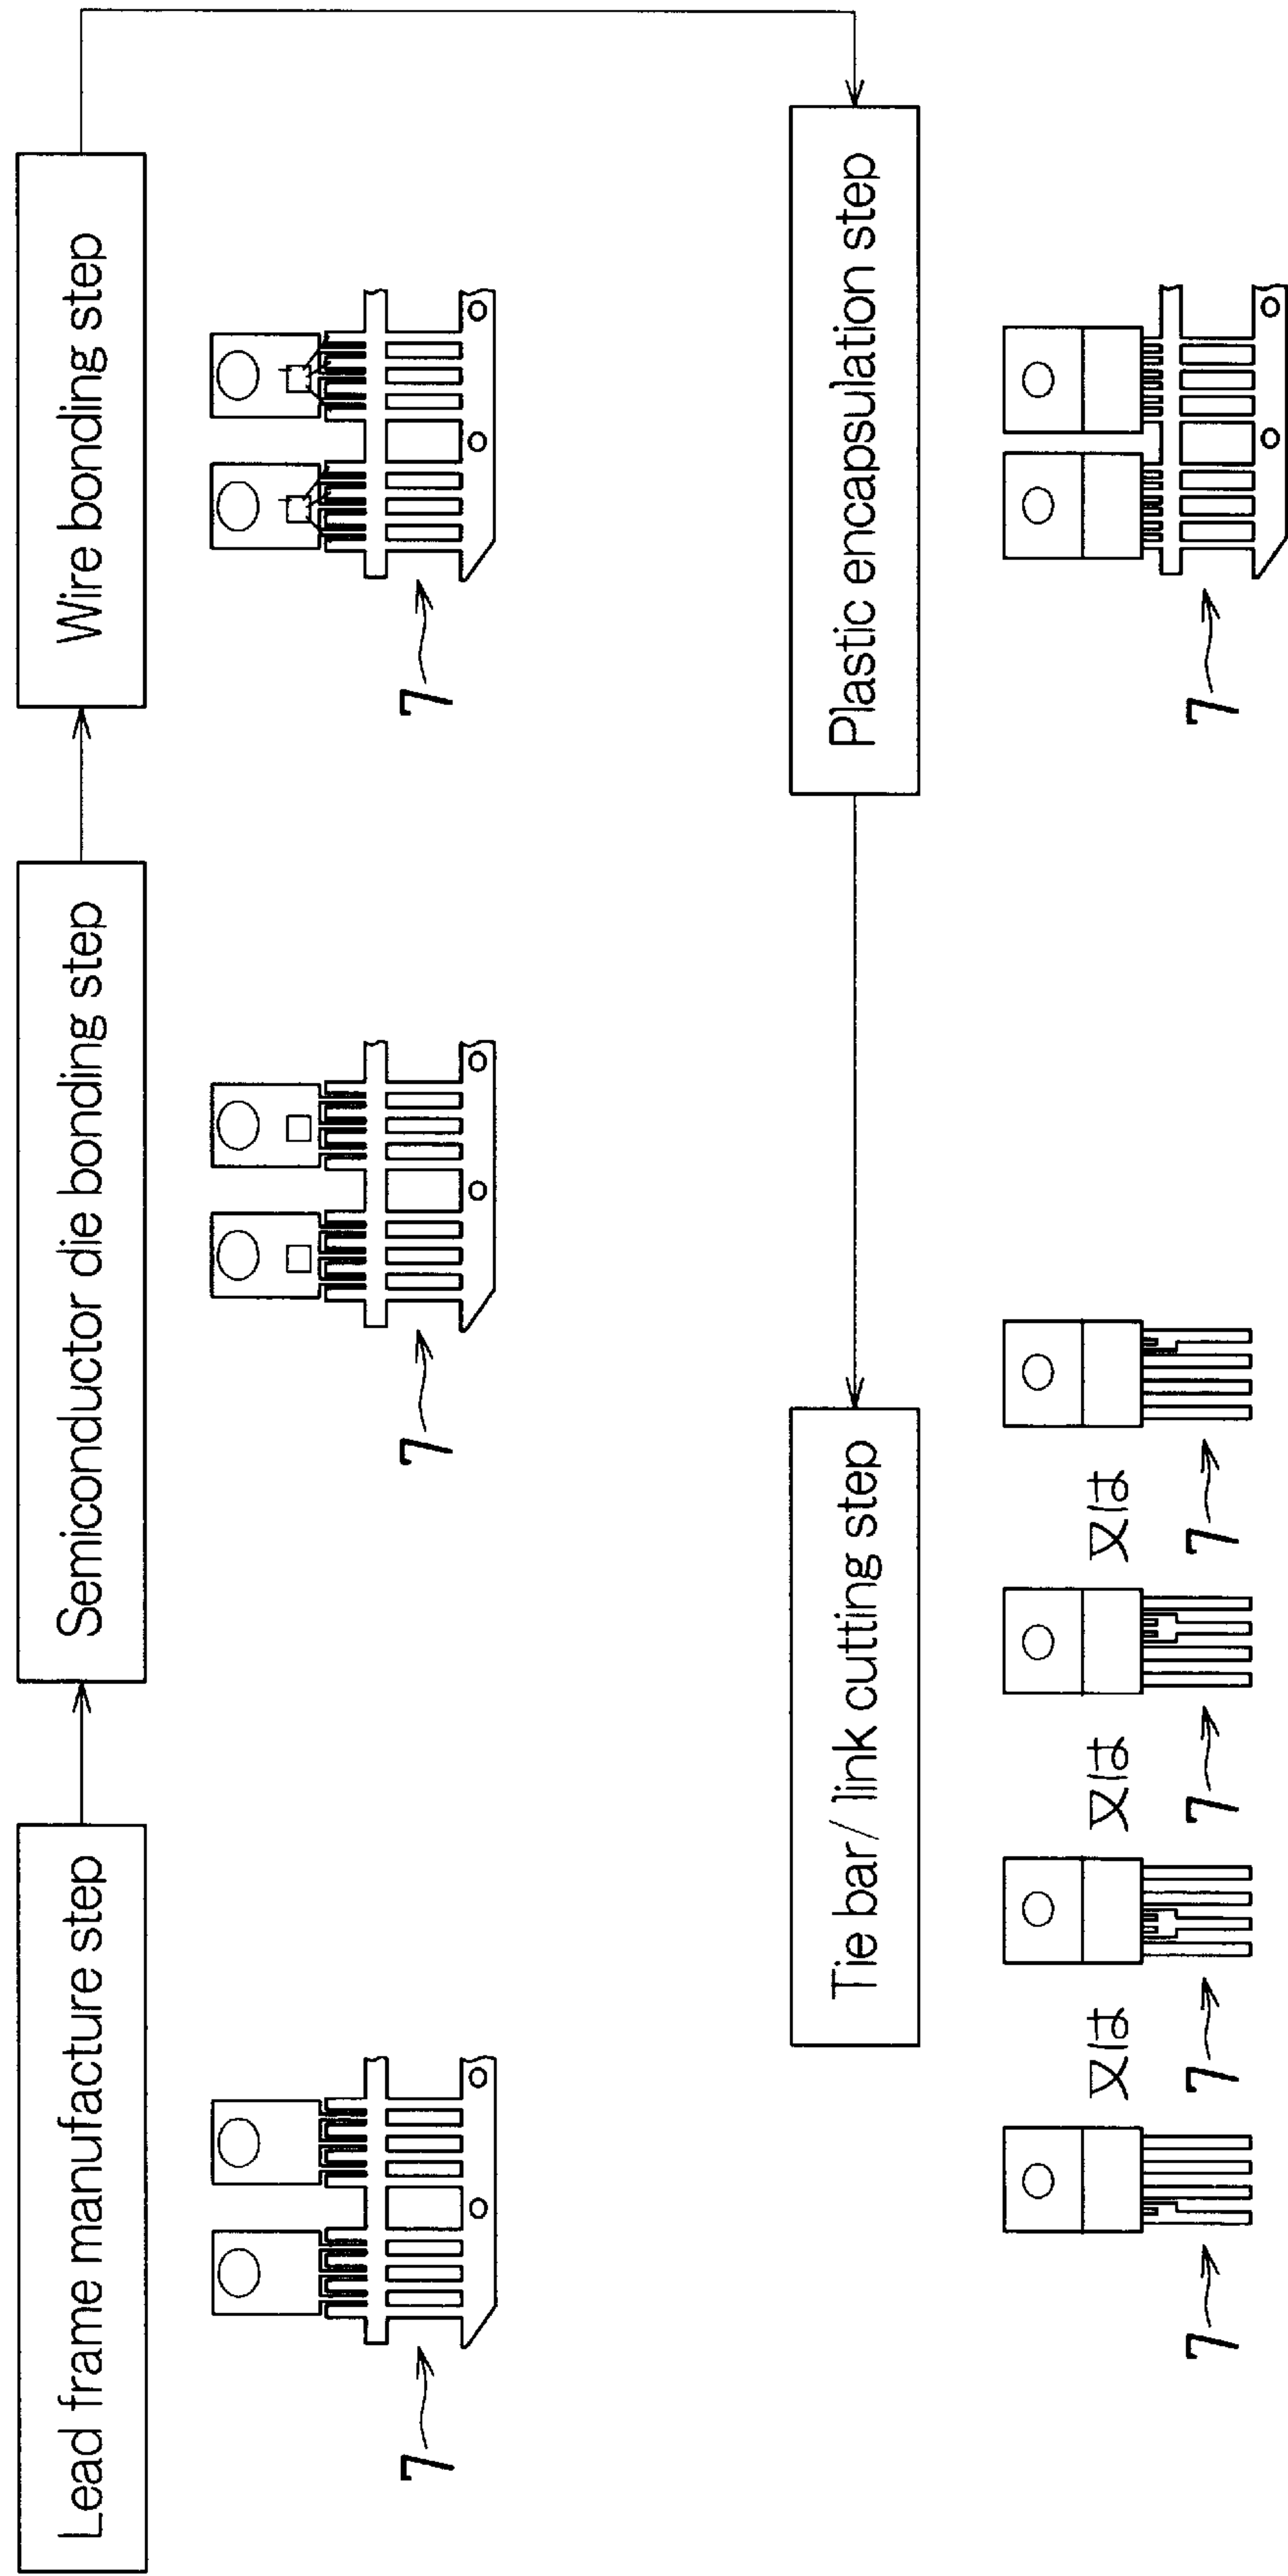 Lead frame manufacture step
Semiconductor die bonding step
Wire bonding step
7
7
7
Tie bar/ link cutting step
Plastic encapsulation step
7
又は
7
又は
7
又は
7
7